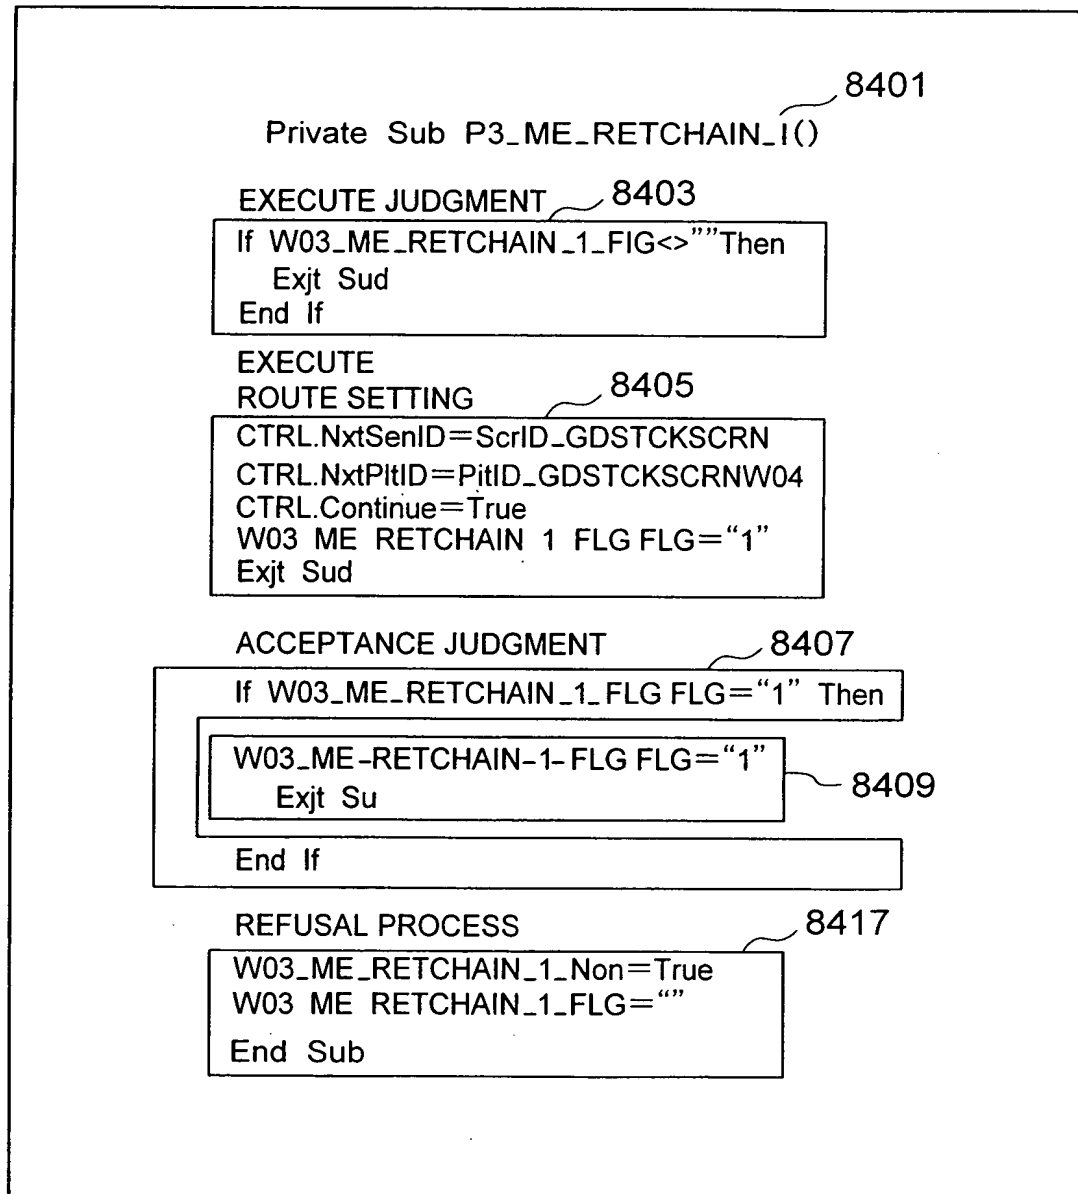 8401
Private Sub P3_ME_RETCHAIN_I()
EXECUTE JUDGMENT 8403
If W03_ME_RETCHAIN_1_FIG<>””Then
Exjt Sud
End If
EXECUTE
ROUTE SETTING 8405
CTRL.NxtSenID=ScrID_GDSTCKSCRN
CTRL.NxtPltID=PitID_GDSTCKSCRNW04
CTRL.Continue=True
W03 ME RETCHAIN 1 FLG FLG=“1”
Exjt Sud
ACCEPTANCE JUDGMENT 8407
If W03_ME_RETCHAIN_1_FLG FLG=“1” Then
W03_ME-RETCHAIN-1-FLG FLG=“1”
Exjt Su 8409
End If
REFUSAL PROCESS 8417
W03_ME_RETCHAIN_1_Non=True
W03 ME RETCHAIN_1_FLG=“”
End Sub